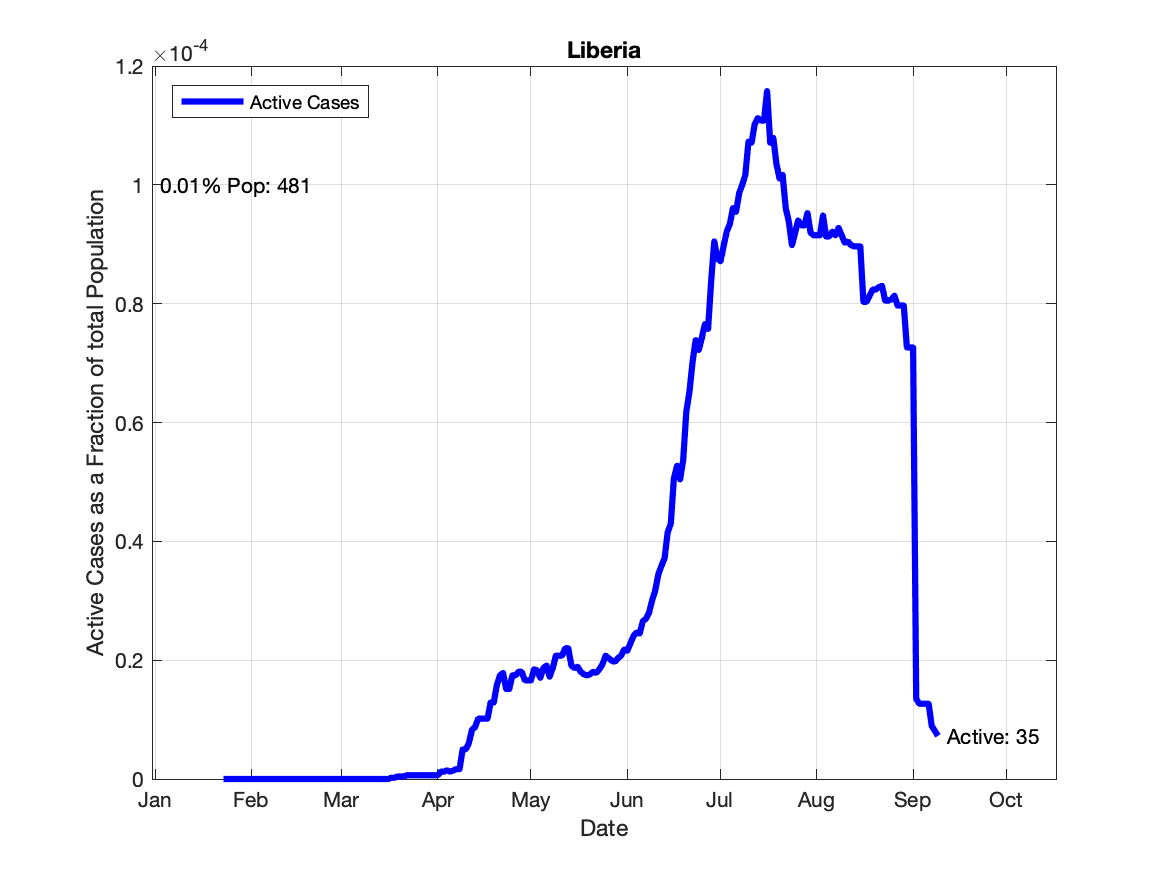 Liberia
×10-4
Active Cases
0.01% Pop: 481
Active: 35
Active Cases as a Fraction of total Population
1.2
1
0.8
0.6
0.4
0.2
0
Jan Feb Mar Apr May Jun Jul Aug Sep Oct
Date